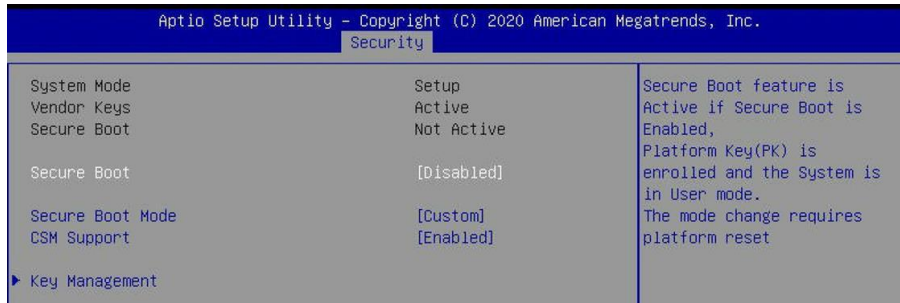 Aptio Setup Utility – Copyright (C) 2020 American Megatrends, Inc.
Security
System Mode Setup
Vendor Keys Active
Secure Boot Not Active
Secure Boot [Disabled]
Secure Boot Mode [Custom]
CSM Support [Enabled]
Key Management
Secure Boot feature is
Active if Secure Boot is
Enabled,
Platform Key(PK) is
enrolled and the System is
in User mode.
The mode change requires
platform reset